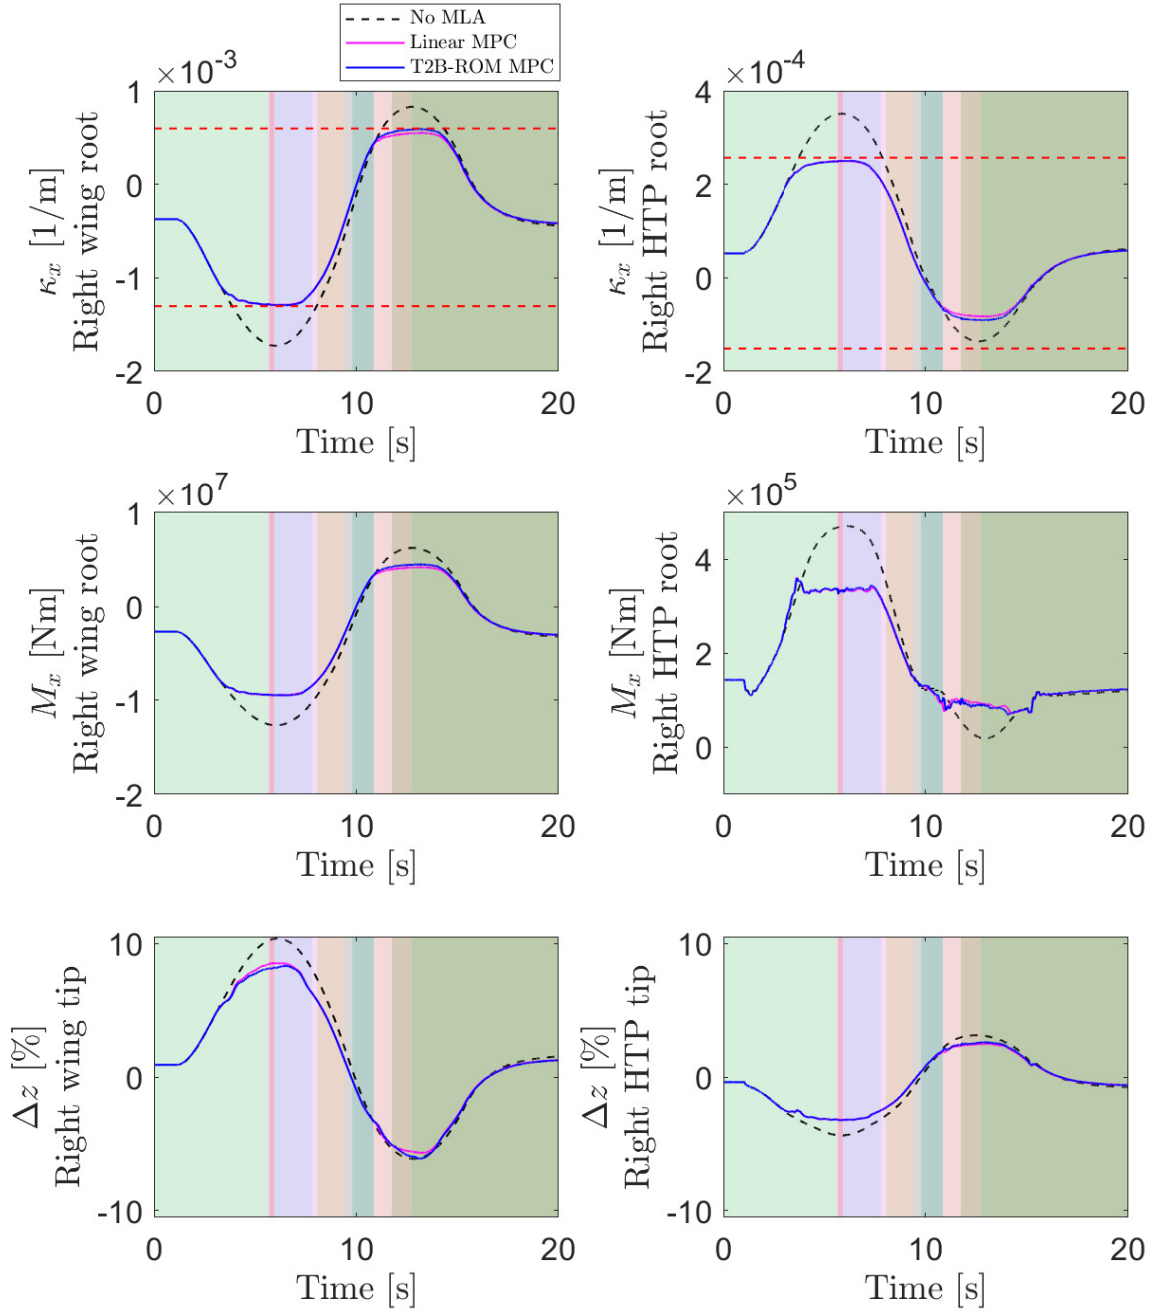 No MLA
Linear MPC
T2B-ROM MPC
×10⁻³
1
0
-1
-2
κₓ [1/m]
Right wing root
0 10 20
Time [s]
×10⁻⁴
4
2
0
-2
κₓ [1/m]
Right HTP root
0 10 20
Time [s]
×10⁷
1
0
-1
-2
Mₓ [Nm]
Right wing root
0 10 20
Time [s]
×10⁵
4
2
0
Mₓ [Nm]
Right HTP root
0 10 20
Time [s]
10
0
-10
Δz [%]
Right wing tip
0 10 20
Time [s]
10
0
-10
Δz [%]
Right HTP tip
0 10 20
Time [s]